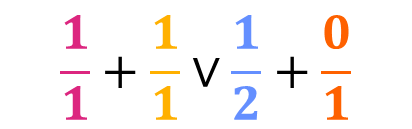 1/1 + 1/1 ∨ 1/2 + 0/1